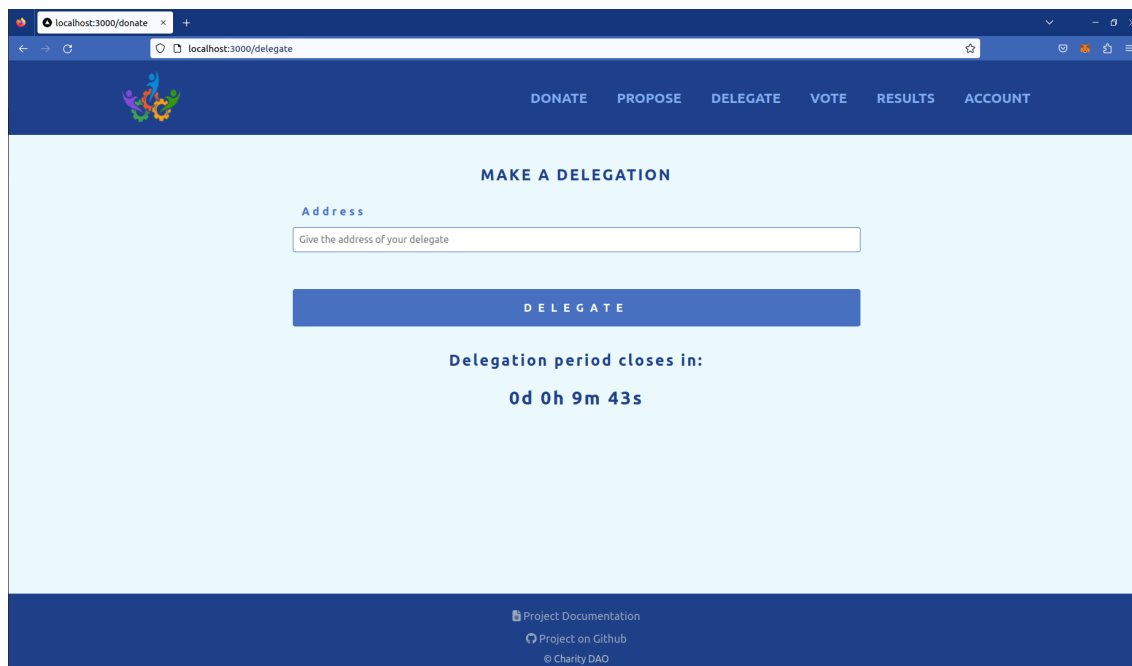 localhost:3000/donate
localhost:3000/delegate
DONATE PROPOSE DELEGATE VOTE RESULTS ACCOUNT
MAKE A DELEGATION
Address
Give the address of your delegate
DELEGATE
Delegation period closes in:
0d 0h 9m 43s
Project Documentation
Project on Github
© Charity DAO